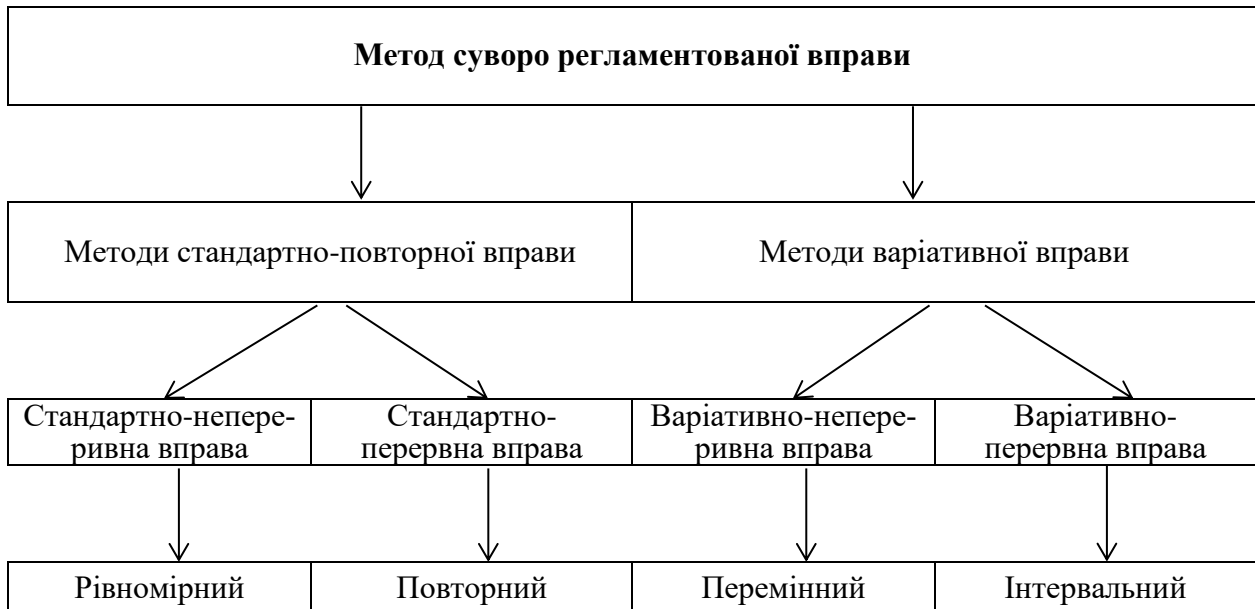 Метод суворо регламентованої вправи
Методи стандартно-повторної вправи
Методи варіативної вправи
Стандартно-непере-
ривна вправа
Стандартно-
перервна вправа
Варіативно-непере-
ривна вправа
Варіативно-
перервна вправа
Рівномірний
Повторний
Перемінний
Інтервальний